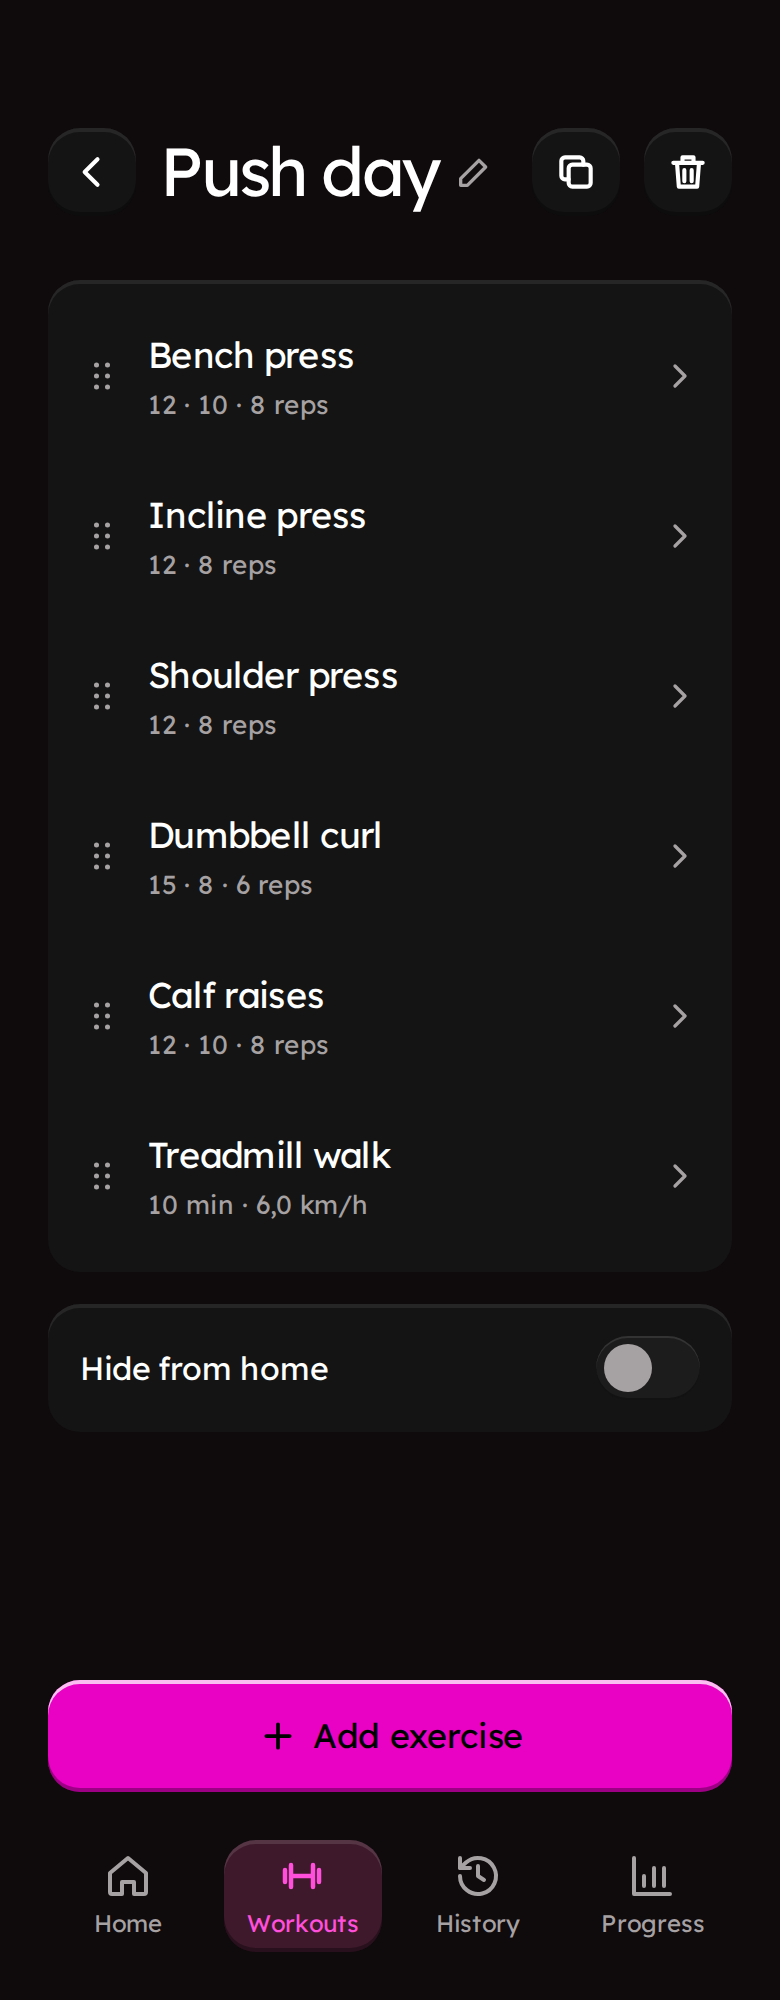 Push day
Bench press
12 · 10 · 8 reps
Incline press
12 · 8 reps
Shoulder press
12 · 8 reps
Dumbbell curl
15 · 8 · 6 reps
Calf raises
12 · 10 · 8 reps
Treadmill walk
10 min · 6,0 km/h
Hide from home
Add exercise
Home Workouts History Progress